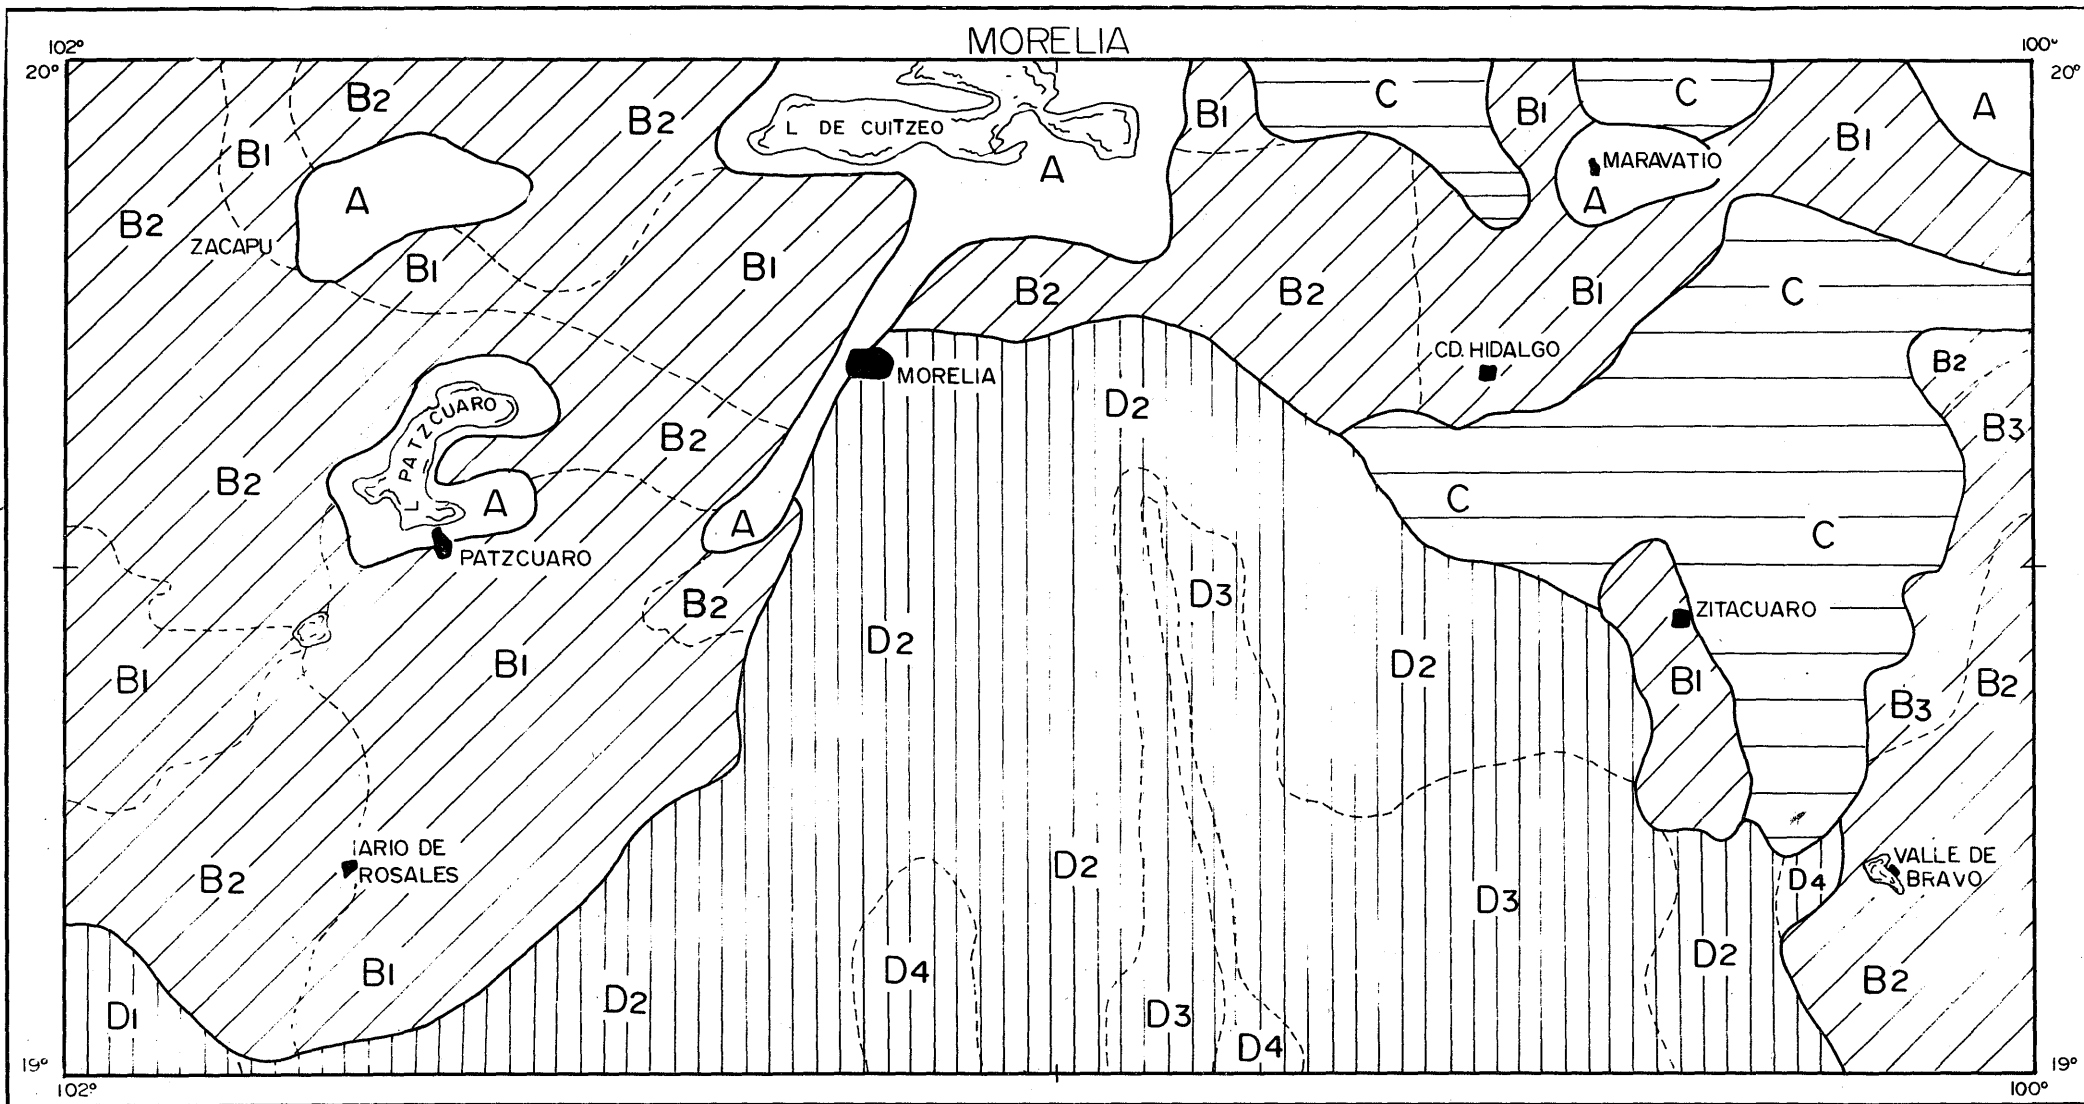 MORELIA
102°
100°
20°
20°
B2
B2
C
C
A
B1
B1
L DE CUITZEO
B1
B1
A
MARAVATIO
A
A
B2
ZACAPU
B1
B1
B2
B2
B1
C
CD. HIDALGO
B2
MORELIA
L PATZCUARO
D2
B3
B2
B2
A
C
A
C
PATZCUARO
B2
D3
ZITACUARO
D2
B1
D2
B1
B1
B2
B3
ARIO DE
ROSALES
B2
D2
VALLE DE
BRAVO
D4
D3
B1
D4
D2
B2
D1
D2
D3
D4
19°
19°
102°
100°